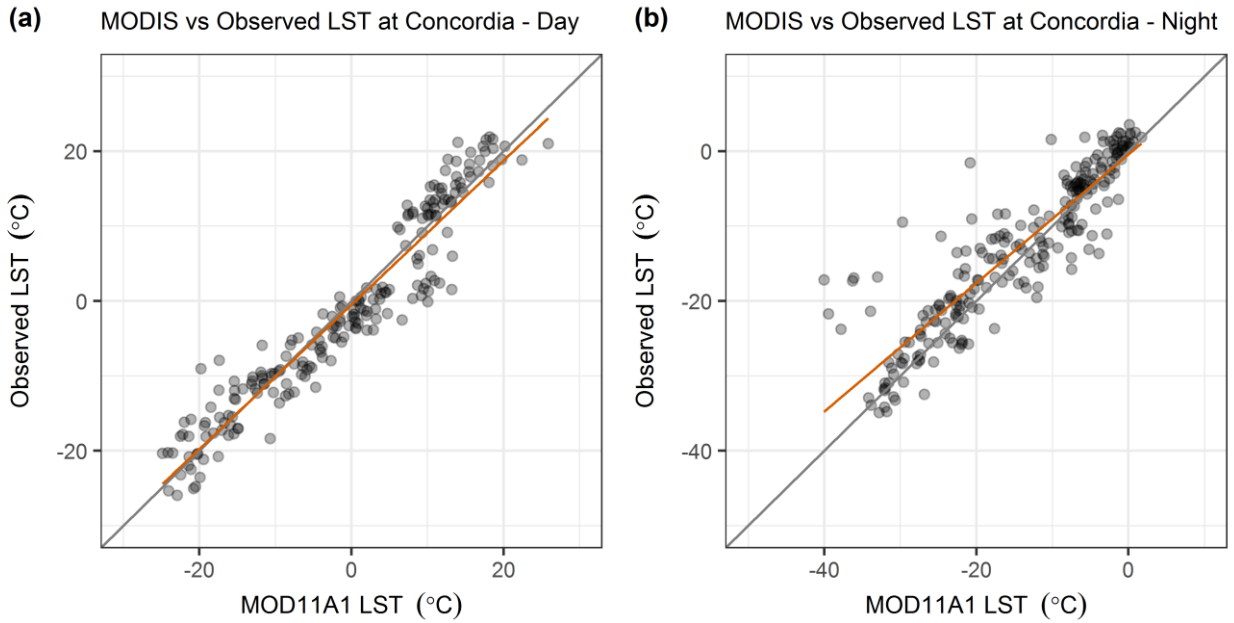 (a) MODIS vs Observed LST at Concordia - Day
20
0
-20
Observed LST (°C)
-20 0 20
MOD11A1 LST (°C)
(b) MODIS vs Observed LST at Concordia - Night
0
-20
-40
Observed LST (°C)
-40 -20 0
MOD11A1 LST (°C)